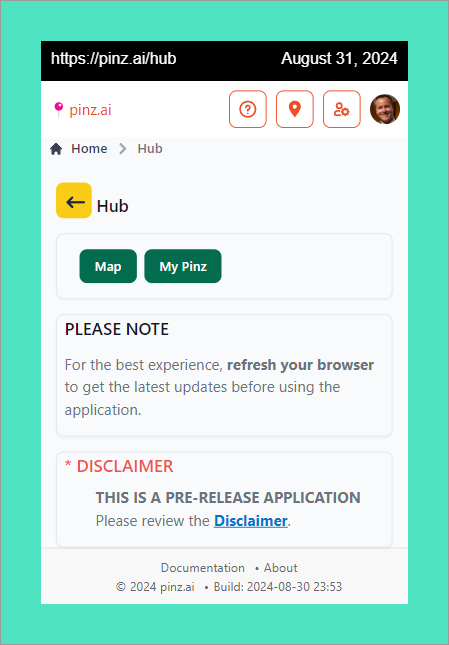 https://pinz.ai/hub August 31, 2024
pinz.ai
Home > Hub
Hub
Map My Pinz
PLEASE NOTE
For the best experience, refresh your browser
to get the latest updates before using the
application.
* DISCLAIMER
THIS IS A PRE-RELEASE APPLICATION
Please review the Disclaimer.
Documentation • About
© 2024 pinz.ai • Build: 2024-08-30 23:53